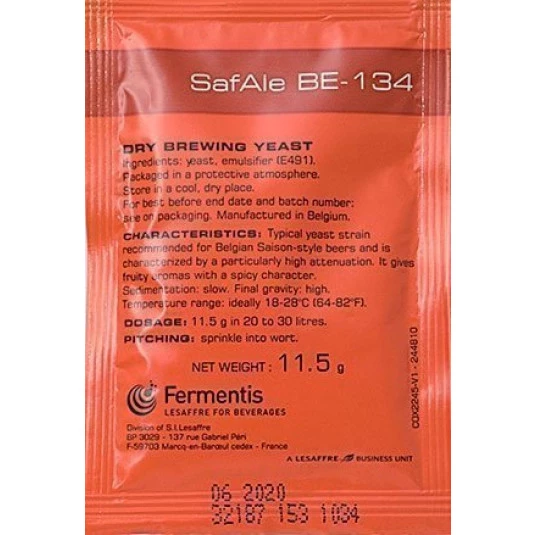 SafAle BE-134
DRY BREWING YEAST
Ingredients: yeast, emulsifier (E491).
Packaged in a protective atmosphere.
Store in a cool, dry place.
For best before end date and batch number:
see on packaging. Manufactured in Belgium.
CHARACTERISTICS: Typical yeast strain
recommended for Belgian Saison-style beers and is
characterized by a particularly high attenuation. It gives
fruity aromas with a spicy character.
Sedimentation: slow. Final gravity: high.
Temperature range: ideally 18-28°C (64-82°F).
DOSAGE: 11.5 g in 20 to 30 litres.
PITCHING: sprinkle into wort.
NET WEIGHT : 11.5 g
COX2245-V1 - 244810
Fermentis
LESAFFRE FOR BEVERAGES
Division of S.I.Lesaffre
BP 3029 - 137 rue Gabriel Péri
F-59703 Marcq-en-Barœul cedex - France
A LESAFFRE BUSINESS UNIT
06 2020
32187 153 1034